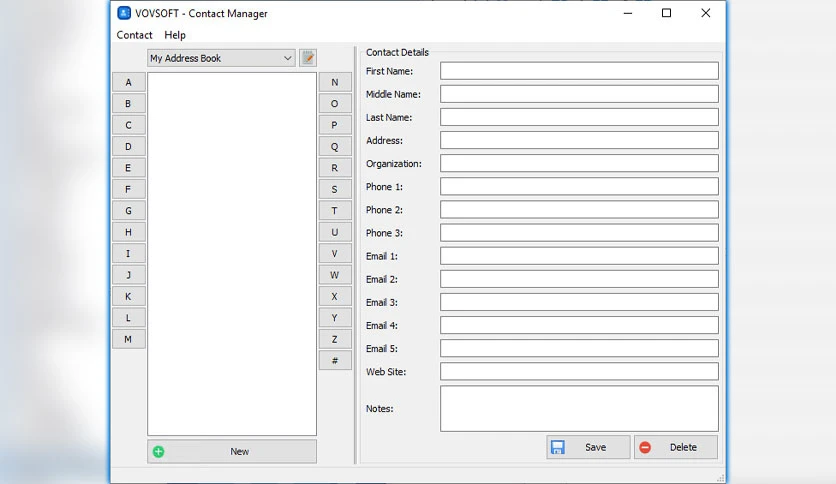 VOVSOFT - Contact Manager
Contact Help
My Address Book
A
B
C
D
E
F
G
H
I
J
K
L
M
N
O
P
Q
R
S
T
U
V
W
X
Y
Z
#
New
Contact Details
First Name:
Middle Name:
Last Name:
Address:
Organization:
Phone 1:
Phone 2:
Phone 3:
Email 1:
Email 2:
Email 3:
Email 4:
Email 5:
Web Site:
Notes:
Save Delete